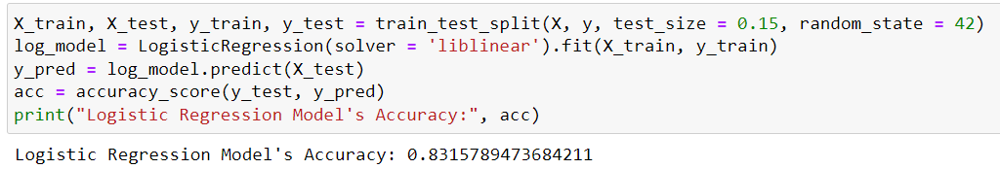 X_train, X_test, y_train, y_test = train_test_split(X, y, test_size = 0.15, random_state = 42)
log_model = LogisticRegression(solver = 'liblinear').fit(X_train, y_train)
y_pred = log_model.predict(X_test)
acc = accuracy_score(y_test, y_pred)
print("Logistic Regression Model's Accuracy:", acc)
Logistic Regression Model's Accuracy: 0.8315789473684211